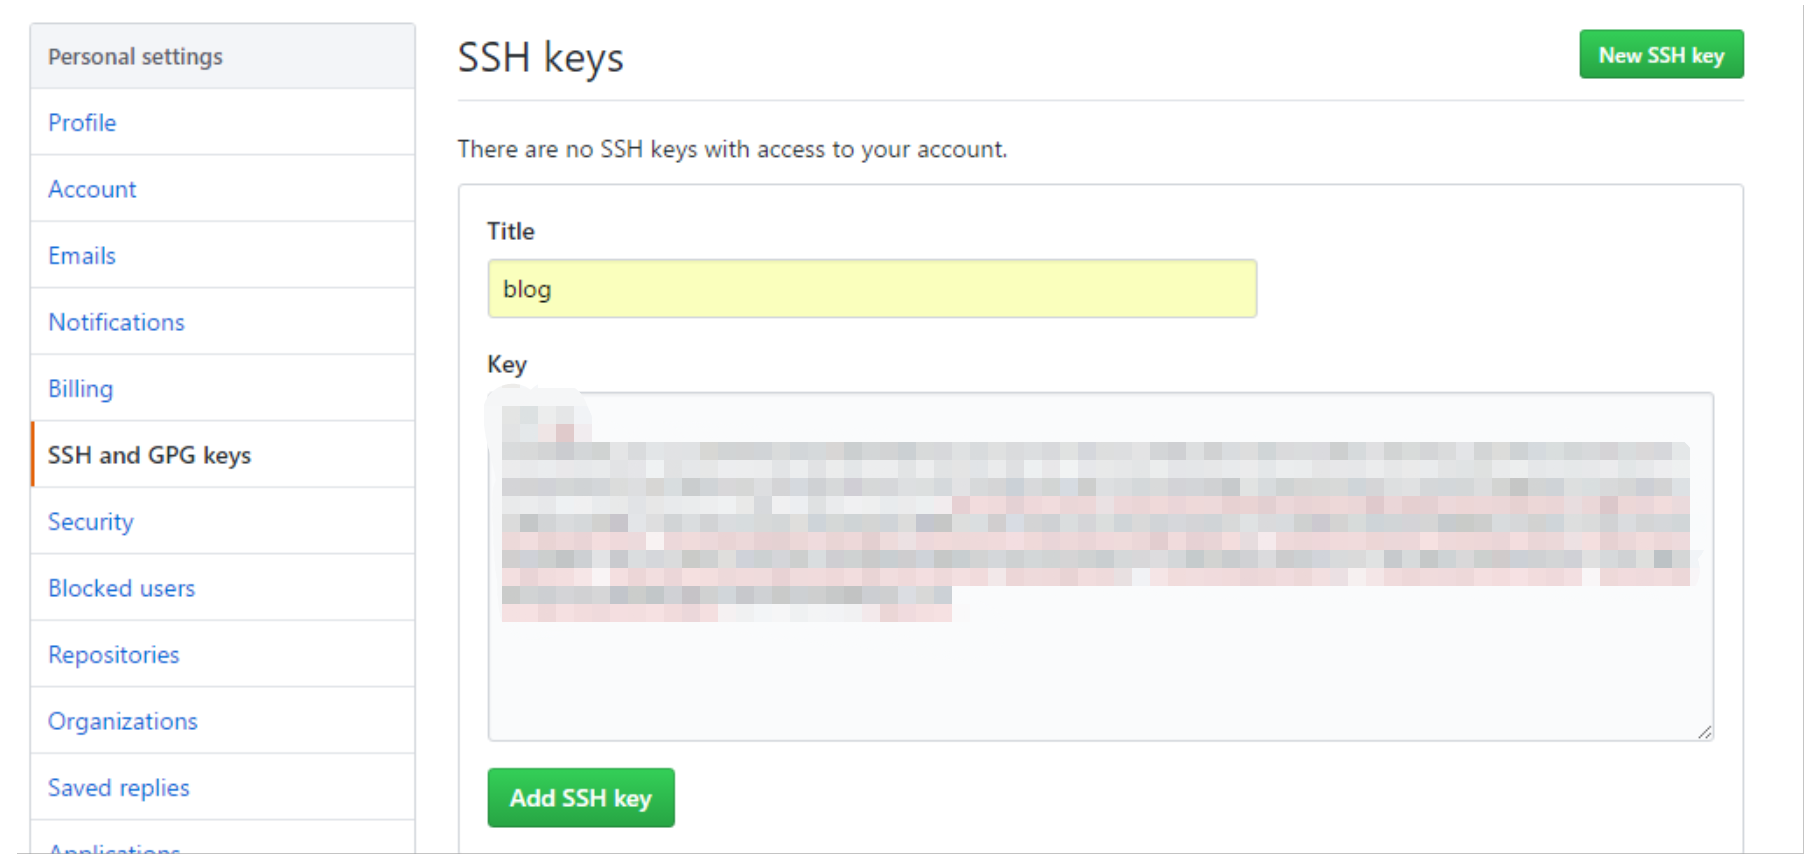 Personal settings
Profile
Account
Emails
Notifications
Billing
SSH and GPG keys
Security
Blocked users
Repositories
Organizations
Saved replies
Applications
SSH keys
New SSH key
There are no SSH keys with access to your account.
Title
blog
Key
Add SSH key